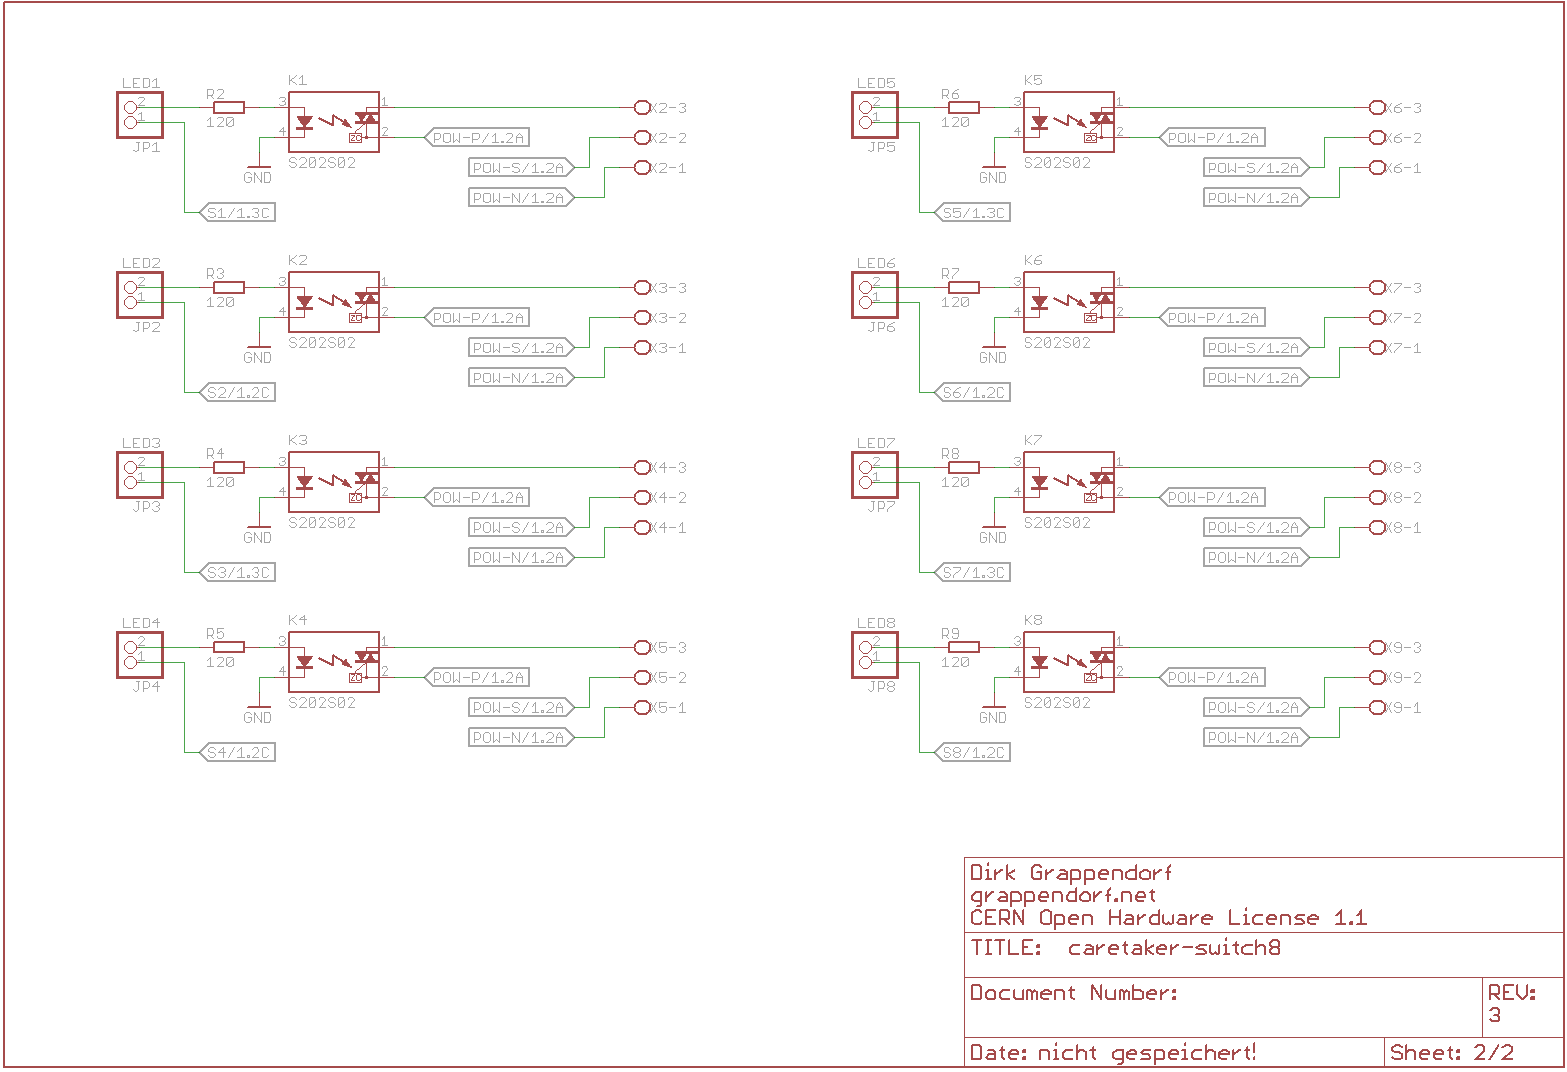 LED1
2
1
JP1
R2
120
K1
3
4
1
2
S202S02
GND
S1/1.3C
POW-P/1.2A
POW-S/1.2A
POW-N/1.2A
X2-3
X2-2
X2-1
LED5
2
1
JP5
R6
120
K5
3
4
1
2
S202S02
GND
S5/1.3C
POW-P/1.2A
POW-S/1.2A
POW-N/1.2A
X6-3
X6-2
X6-1
LED2
2
1
JP2
R3
120
K2
3
4
1
2
S202S02
GND
S2/1.2C
POW-P/1.2A
POW-S/1.2A
POW-N/1.2A
X3-3
X3-2
X3-1
LED6
2
1
JP6
R7
120
K6
3
4
1
2
S202S02
GND
S6/1.2C
POW-P/1.2A
POW-S/1.2A
POW-N/1.2A
X7-3
X7-2
X7-1
LED3
2
1
JP3
R4
120
K3
3
4
1
2
S202S02
GND
S3/1.3C
POW-P/1.2A
POW-S/1.2A
POW-N/1.2A
X4-3
X4-2
X4-1
LED7
2
1
JP7
R8
120
K7
3
4
1
2
S202S02
GND
S7/1.3C
POW-P/1.2A
POW-S/1.2A
POW-N/1.2A
X8-3
X8-2
X8-1
LED4
2
1
JP4
R5
120
K4
3
4
1
2
S202S02
GND
S4/1.2C
POW-P/1.2A
POW-S/1.2A
POW-N/1.2A
X5-3
X5-2
X5-1
LED8
2
1
JP8
R9
120
K8
3
4
1
2
S202S02
GND
S8/1.2C
POW-P/1.2A
POW-S/1.2A
POW-N/1.2A
X9-3
X9-2
X9-1
Dirk Grappendorf
grappendorf.net
CERN Open Hardware License 1.1
TITLE: caretaker-switch8
Document Number:
REV:
3
Date: nicht gespeichert!
Sheet: 2/2